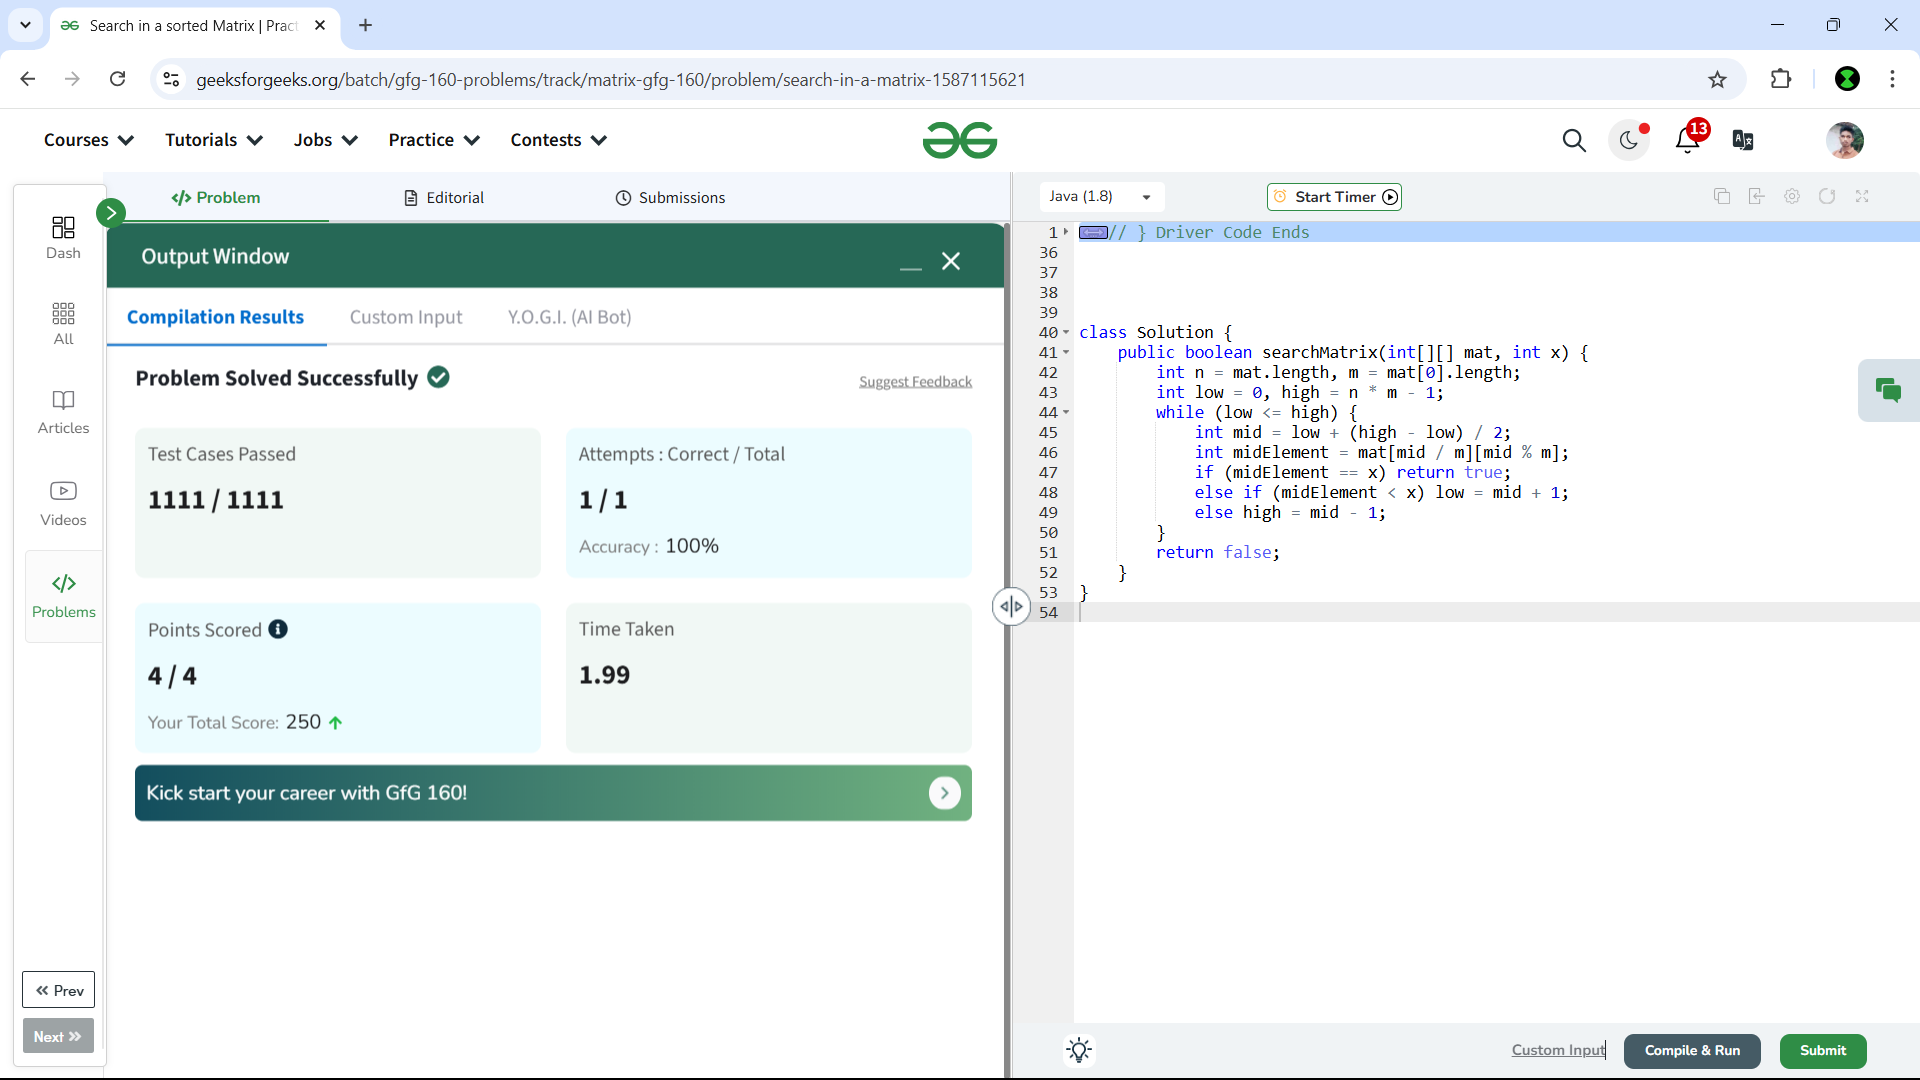 Search in a sorted Matrix | Pract
geeksforgeeks.org/batch/gfg-160-problems/track/matrix-gfg-160/problem/search-in-a-matrix-1587115621
Courses Tutorials Jobs Practice Contests
13
Dash
All
Articles
Videos
Problems
Prev
Next
Problem Editorial Submissions
Output Window
Compilation Results Custom Input Y.O.G.I. (AI Bot)
Problem Solved Successfully
Suggest Feedback
Test Cases Passed
1111 / 1111
Attempts : Correct / Total
1 / 1
Accuracy : 100%
Points Scored
4 / 4
Your Total Score: 250
Time Taken
1.99
Kick start your career with GfG 160!
Java (1.8)
Start Timer
1 // } Driver Code Ends
36
37
38
39
40 class Solution {
41     public boolean searchMatrix(int[][] mat, int x) {
42         int n = mat.length, m = mat[0].length;
43         int low = 0, high = n * m - 1;
44         while (low <= high) {
45             int mid = low + (high - low) / 2;
46             int midElement = mat[mid / m][mid % m];
47             if (midElement == x) return true;
48             else if (midElement < x) low = mid + 1;
49             else high = mid - 1;
50         }
51         return false;
52     }
53 }
54
Custom Input
Compile & Run
Submit